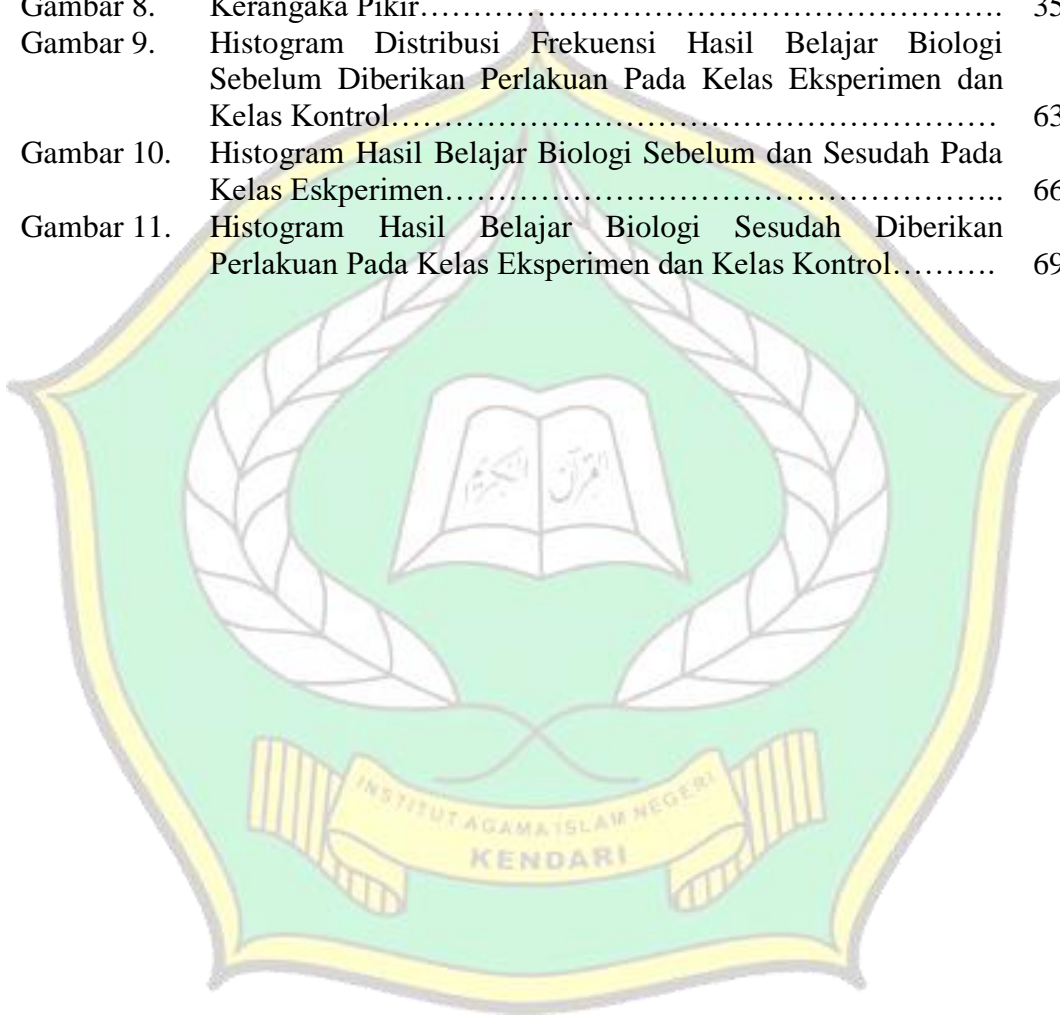 Gambar 8. Kerangaka Pikir……………………………………………………. 35
Gambar 9. Histogram Distribusi Frekuensi Hasil Belajar Biologi
Sebelum Diberikan Perlakuan Pada Kelas Eksperimen dan
Kelas Kontrol…………………………………………………… 63
Gambar 10. Histogram Hasil Belajar Biologi Sebelum dan Sesudah Pada
Kelas Eskperimen……………………………………………….. 66
Gambar 11. Histogram Hasil Belajar Biologi Sesudah Diberikan
Perlakuan Pada Kelas Eksperimen dan Kelas Kontrol………. 69
القرآن الكريم
INSTITUT AGAMA ISLAM NEGERI
KENDARI